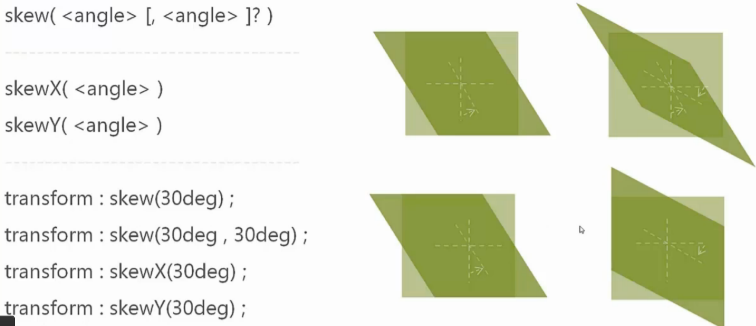 skew( <angle> [, <angle> ]? )
skewX( <angle> )
skewY( <angle> )
transform : skew(30deg) ;
transform : skew(30deg , 30deg) ;
transform : skewX(30deg) ;
transform : skewY(30deg) ;